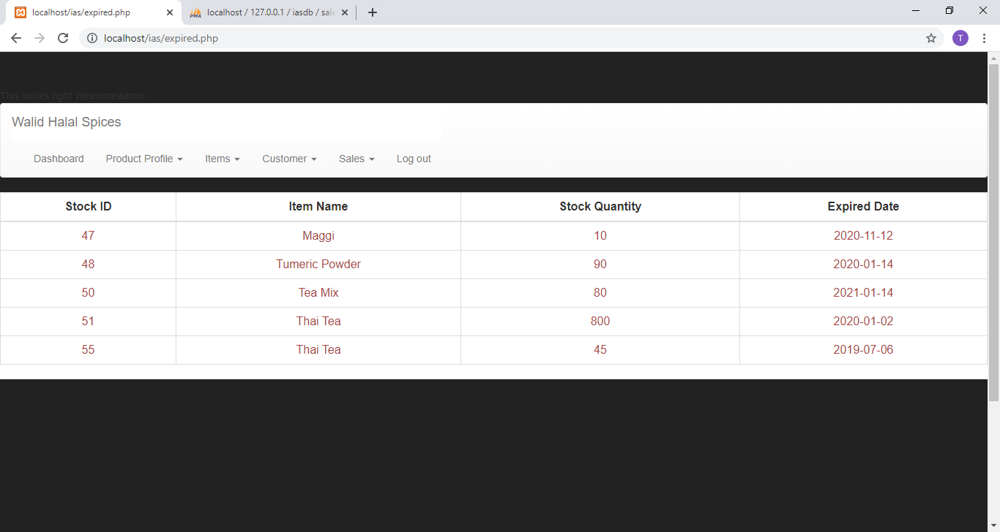 localhost/ias/expired.php
localhost / 127.0.0.1 / iasdb / sale
localhost/ias/expired.php
T
This works right Welcomeadmin
Walid Halal Spices
Dashboard Product Profile Items Customer Sales Log out
Stock ID Item Name Stock Quantity Expired Date
47 Maggi 10 2020-11-12
48 Tumeric Powder 90 2020-01-14
50 Tea Mix 80 2021-01-14
51 Thai Tea 800 2020-01-02
55 Thai Tea 45 2019-07-06